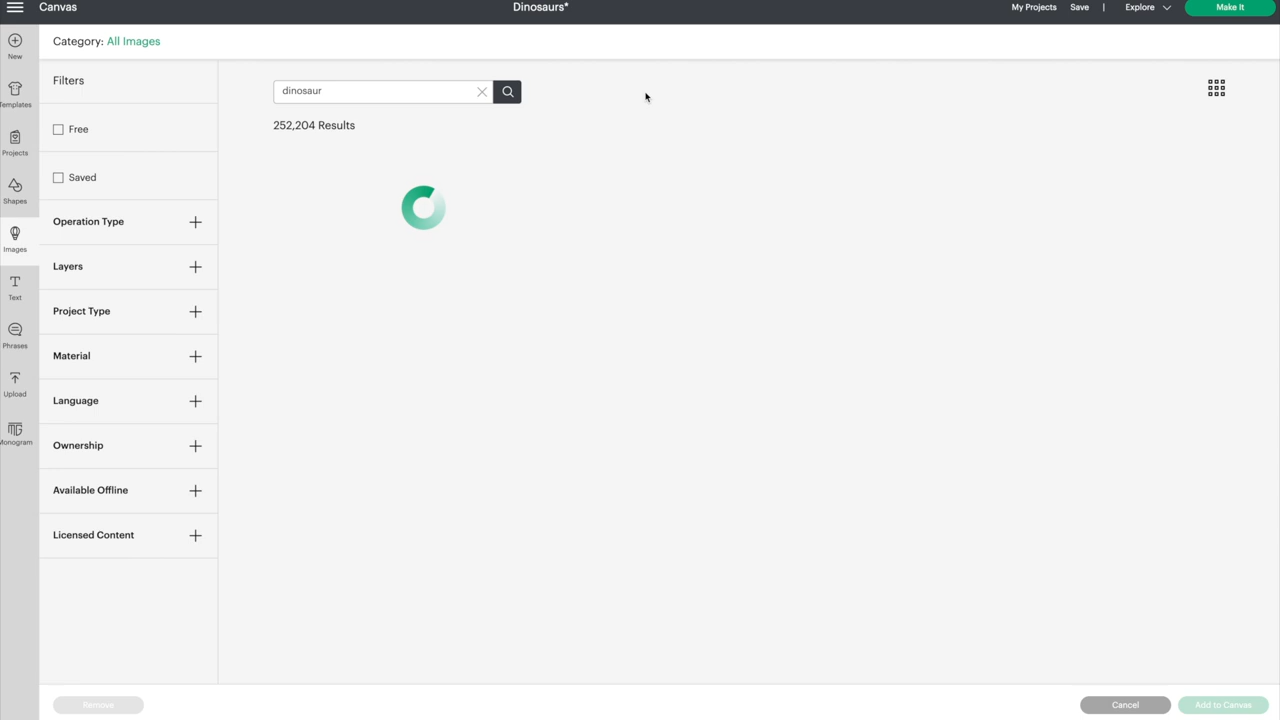 Canvas
Dinosaurs*
My Projects
Save
|
Explore
Make It
New
Templates
Projects
Shapes
Images
Text
Phrases
Upload
Monogram
Category: All Images
Filters
Free
Saved
Operation Type
Layers
Project Type
Material
Language
Ownership
Available Offline
Licensed Content
dinosaur
252,204 Results
Remove
Cancel
Add to Canvas